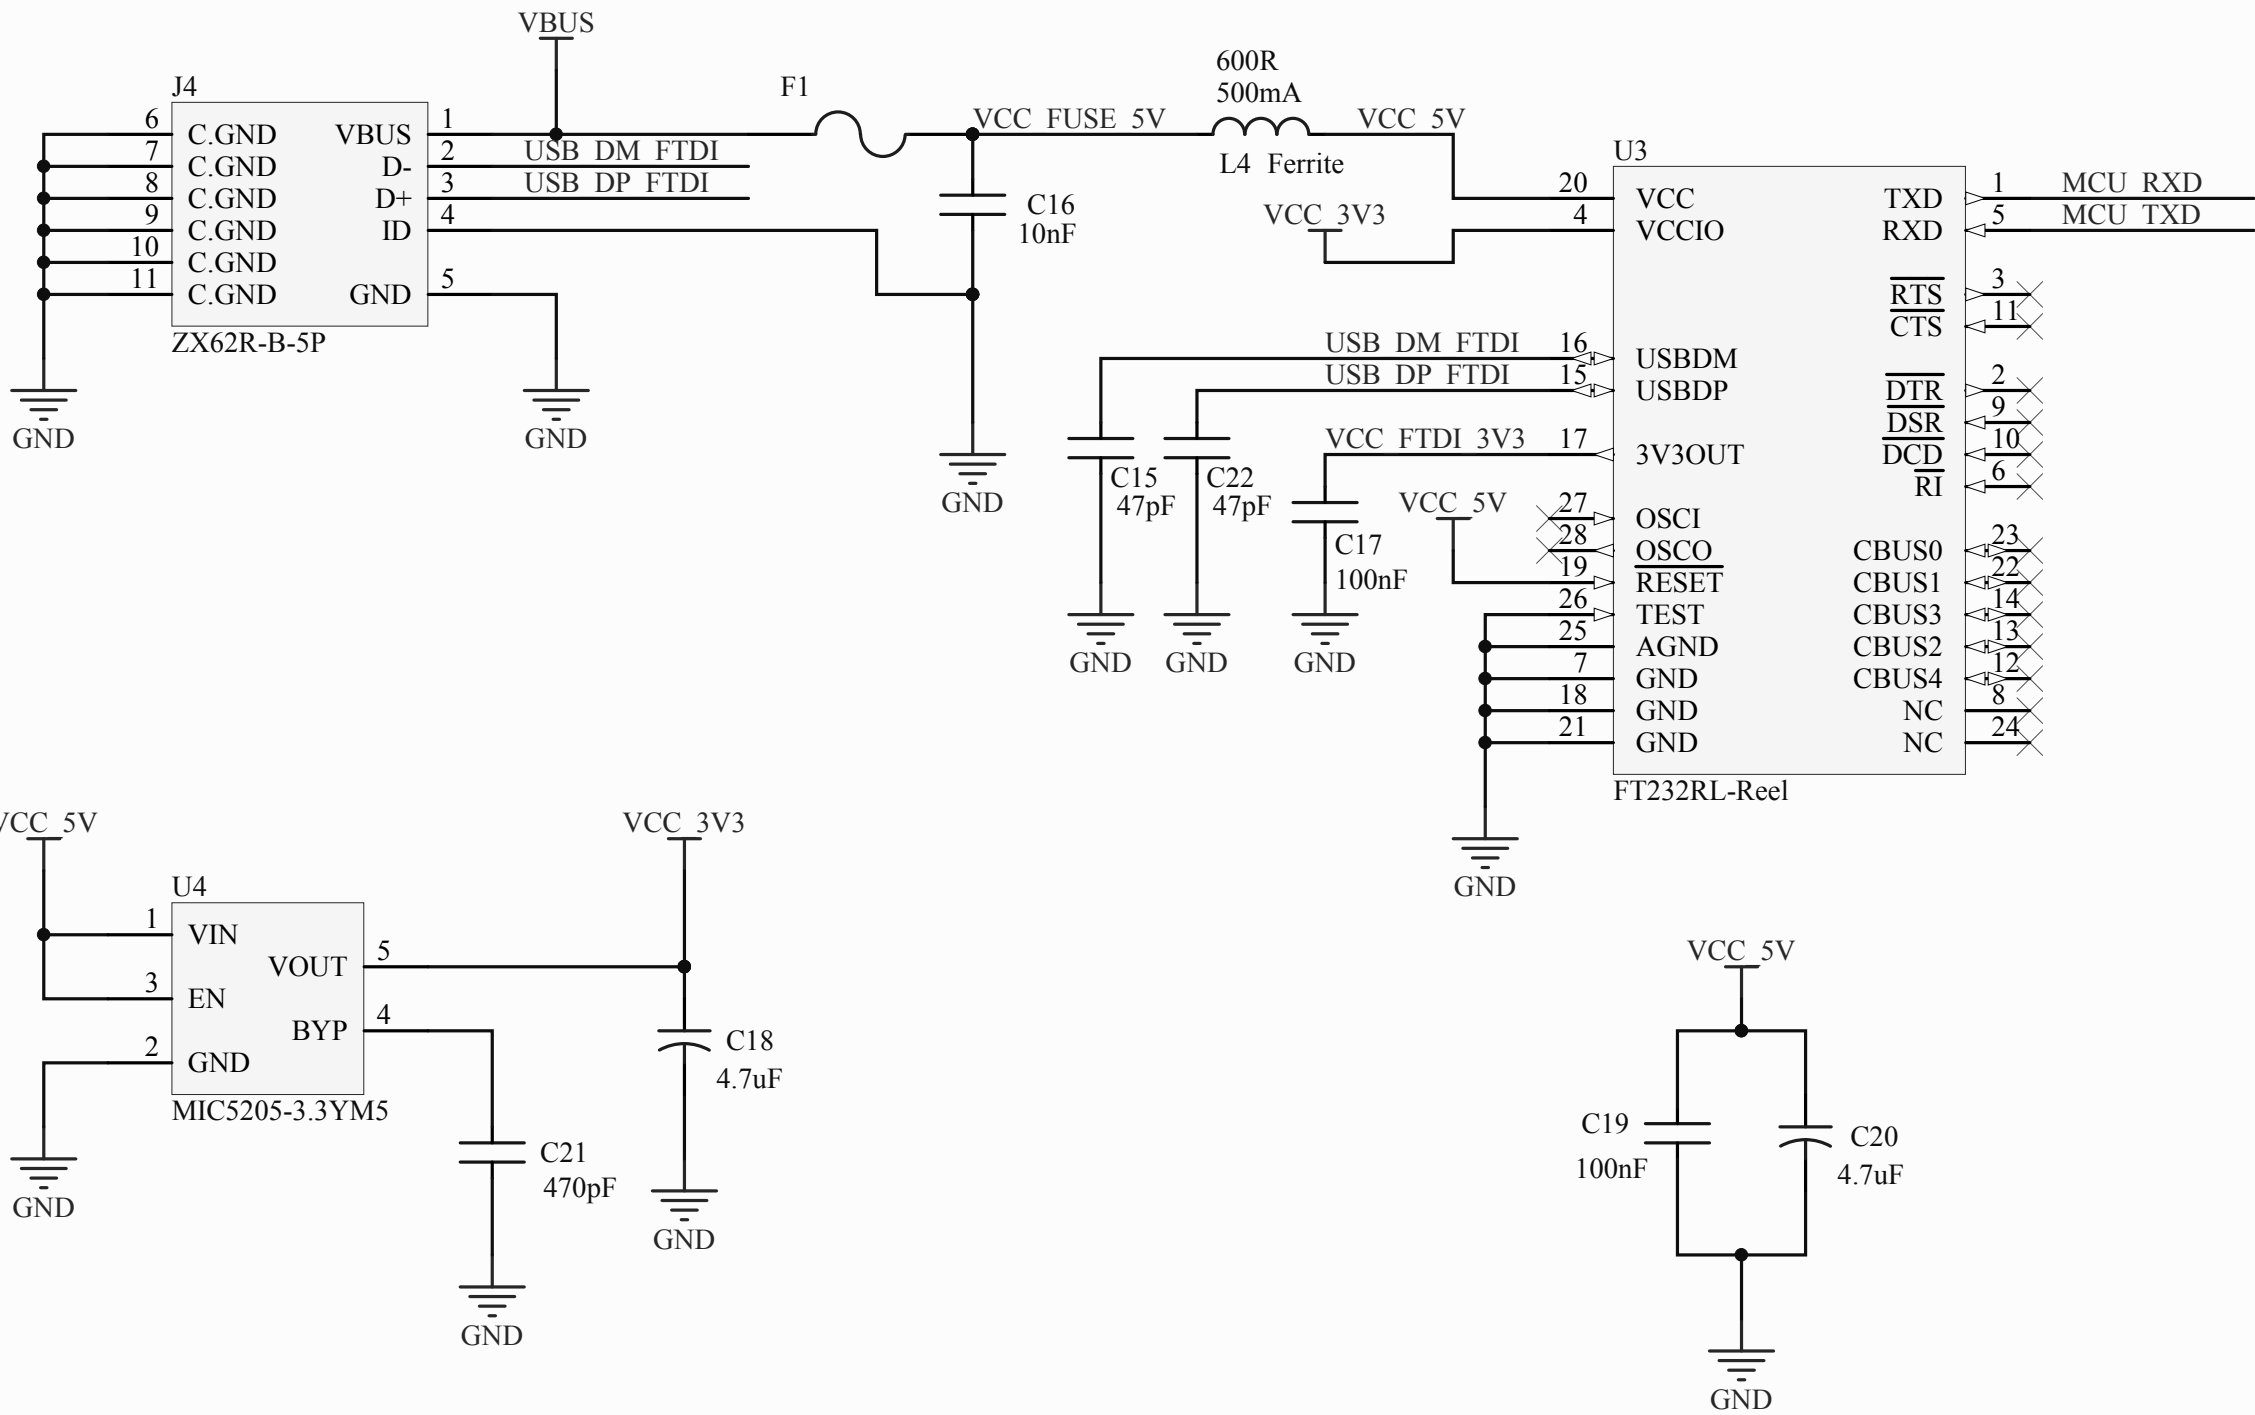 VBUS
J4
6 C.GND VBUS 1
7 C.GND D- 2 USB_DM_FTDI
8 C.GND D+ 3 USB_DP_FTDI
9 C.GND ID 4
10 C.GND
11 C.GND GND 5
ZX62R-B-5P
GND
GND
F1
VCC_FUSE_5V
C16
10nF
GND
600R
500mA
L4 Ferrite
VCC_5V
VCC_3V3
U3
20 VCC TXD 1 MCU_RXD
4 VCCIO RXD 5 MCU_TXD
RTS 3
CTS 11
USB_DM_FTDI 16 USBDM
USB_DP_FTDI 15 USBDP DTR 2
DSR 9
VCC_FTDI_3V3 17 3V3OUT DCD 10
RI 6
27 OSCI
28 OSCO CBUS0 23
19 RESET CBUS1 22
26 TEST CBUS3 14
25 AGND CBUS2 13
7 GND CBUS4 12
18 GND NC 8
21 GND NC 24
FT232RL-Reel
C15
47pF
GND
C22
47pF
GND
C17
100nF
GND
VCC_5V
GND
VCC_5V
U4
1 VIN
VOUT 5
3 EN
BYP 4
2 GND
MIC5205-3.3YM5
GND
VCC_3V3
C18
4.7uF
GND
C21
470pF
GND
VCC_5V
C19
100nF
C20
4.7uF
GND